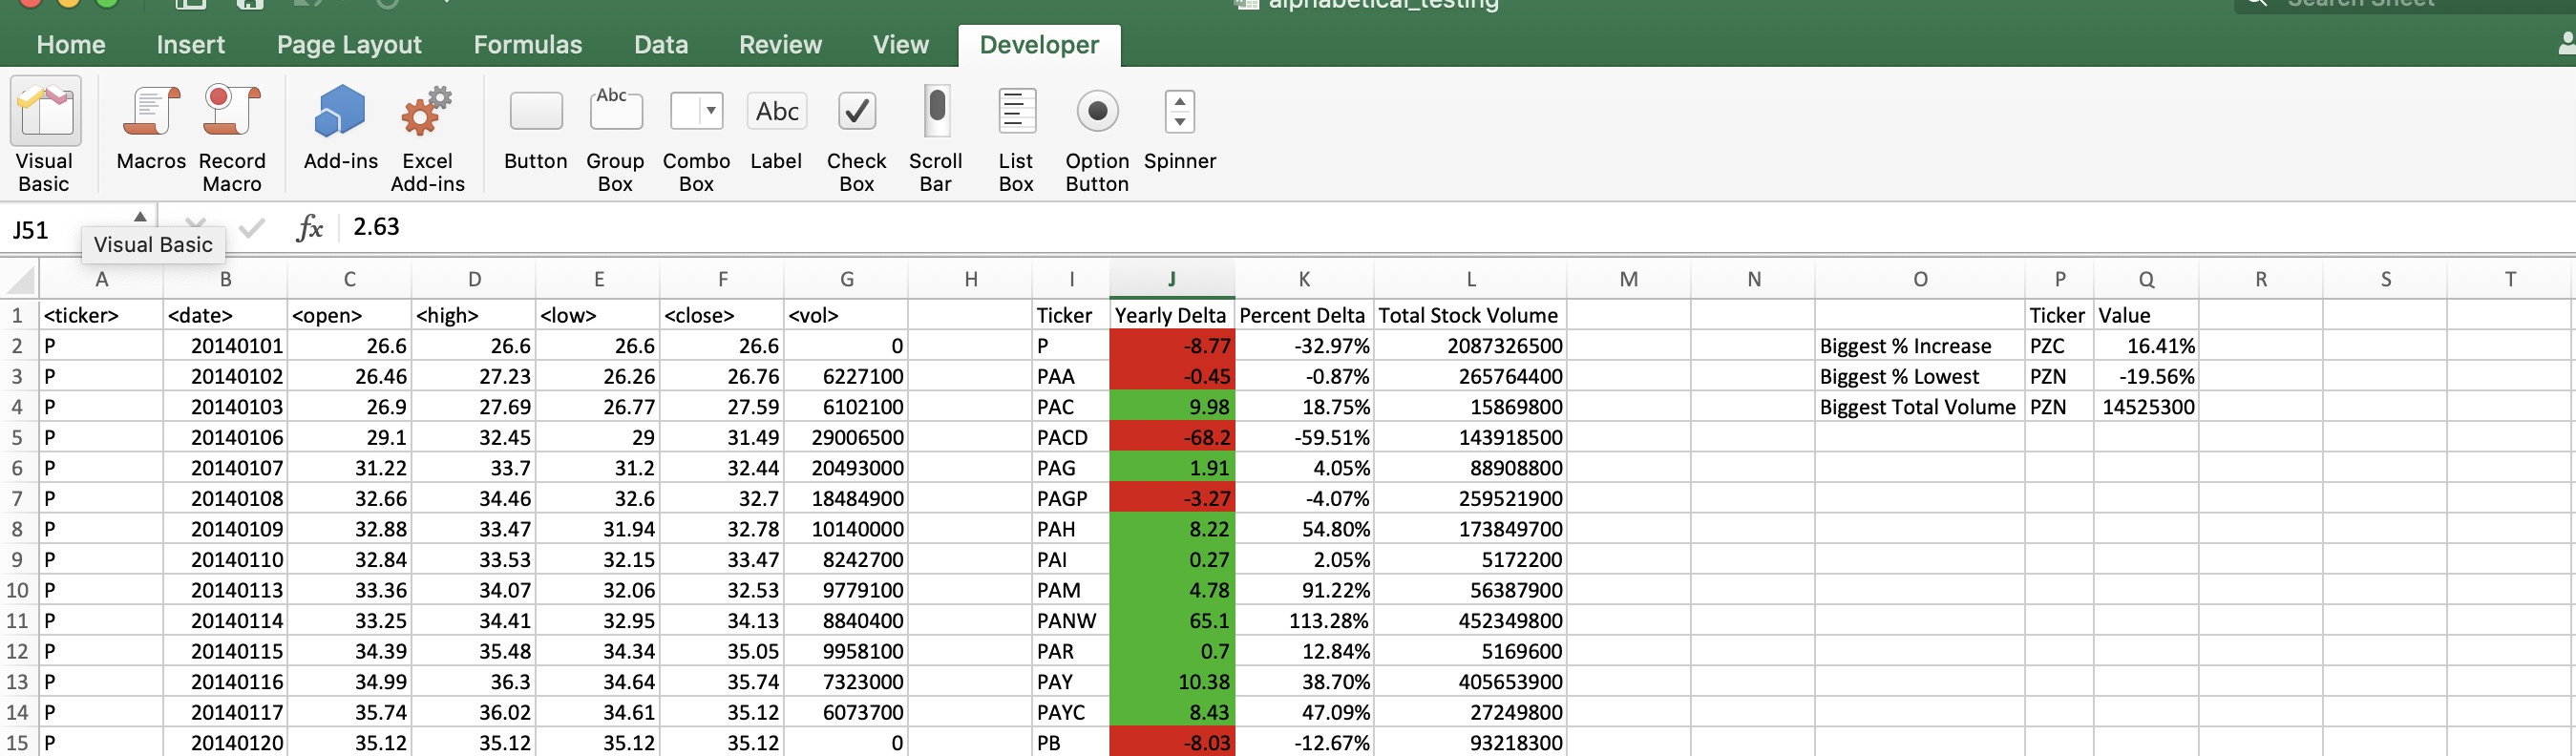 alphabetical_testing
Search Sheet
Home Insert Page Layout Formulas Data Review View Developer
Abc Abc
Visual Basic Macros Record Macro Add-ins Excel Add-ins Button Group Box Combo Box Label Check Box Scroll Bar List Box Option Button Spinner
J51 fx 2.63
Visual Basic
A B C D E F G H I J K L M N O P Q R S T
1 <ticker> <date> <open> <high> <low> <close> <vol> Ticker Yearly Delta Percent Delta Total Stock Volume Ticker Value
2 P 20140101 26.6 26.6 26.6 26.6 0 P -8.77 -32.97% 2087326500 Biggest % Increase PZC 16.41%
3 P 20140102 26.46 27.23 26.26 26.76 6227100 PAA -0.45 -0.87% 265764400 Biggest % Lowest PZN -19.56%
4 P 20140103 26.9 27.69 26.77 27.59 6102100 PAC 9.98 18.75% 15869800 Biggest Total Volume PZN 14525300
5 P 20140106 29.1 32.45 29 31.49 29006500 PACD -68.2 -59.51% 143918500
6 P 20140107 31.22 33.7 31.2 32.44 20493000 PAG 1.91 4.05% 88908800
7 P 20140108 32.66 34.46 32.6 32.7 18484900 PAGP -3.27 -4.07% 259521900
8 P 20140109 32.88 33.47 31.94 32.78 10140000 PAH 8.22 54.80% 173849700
9 P 20140110 32.84 33.53 32.15 33.47 8242700 PAI 0.27 2.05% 5172200
10 P 20140113 33.36 34.07 32.06 32.53 9779100 PAM 4.78 91.22% 56387900
11 P 20140114 33.25 34.41 32.95 34.13 8840400 PANW 65.1 113.28% 452349800
12 P 20140115 34.39 35.48 34.34 35.05 9958100 PAR 0.7 12.84% 5169600
13 P 20140116 34.99 36.3 34.64 35.74 7323000 PAY 10.38 38.70% 405653900
14 P 20140117 35.74 36.02 34.61 35.12 6073700 PAYC 8.43 47.09% 27249800
15 P 20140120 35.12 35.12 35.12 35.12 0 PB -8.03 -12.67% 93218300